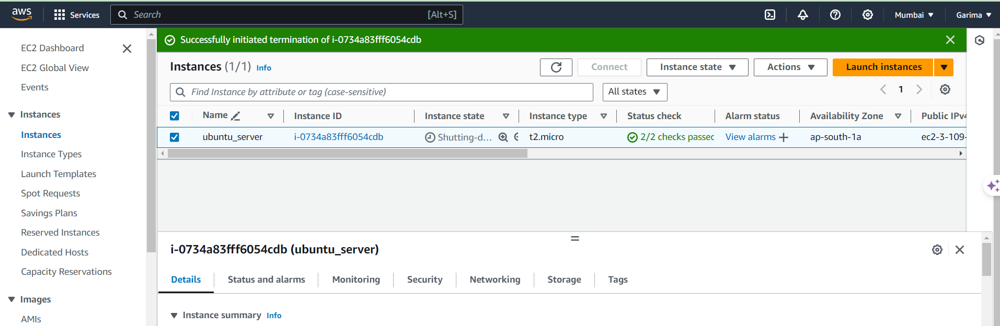 aws Services Search [Alt+S] Mumbai Garima
EC2 Dashboard
EC2 Global View
Events
Instances
Instances
Instance Types
Launch Templates
Spot Requests
Savings Plans
Reserved Instances
Dedicated Hosts
Capacity Reservations
Images
AMIs
Successfully initiated termination of i-0734a83fff6054cdb
Instances (1/1) Info Connect Instance state Actions Launch instances
Find Instance by attribute or tag (case-sensitive) All states 1
Name Instance ID Instance state Instance type Status check Alarm status Availability Zone Public IPv4
ubuntu_server i-0734a83fff6054cdb Shutting-d... t2.micro 2/2 checks passec View alarms + ap-south-1a ec2-3-109-
i-0734a83fff6054cdb (ubuntu_server)
Details Status and alarms Monitoring Security Networking Storage Tags
Instance summary Info